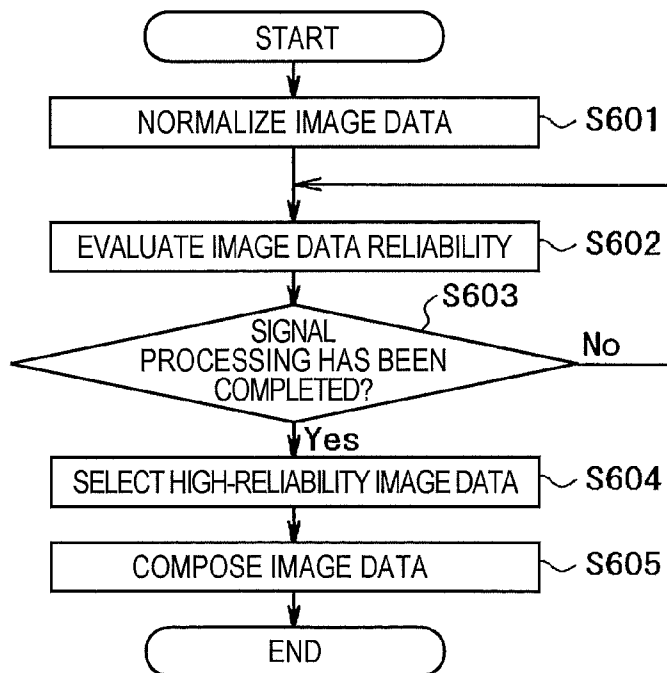 START
NORMALIZE IMAGE DATA
S601
EVALUATE IMAGE DATA RELIABILITY
S602
S603
SIGNAL
PROCESSING HAS BEEN
COMPLETED?
No
Yes
SELECT HIGH-RELIABILITY IMAGE DATA
S604
COMPOSE IMAGE DATA
S605
END